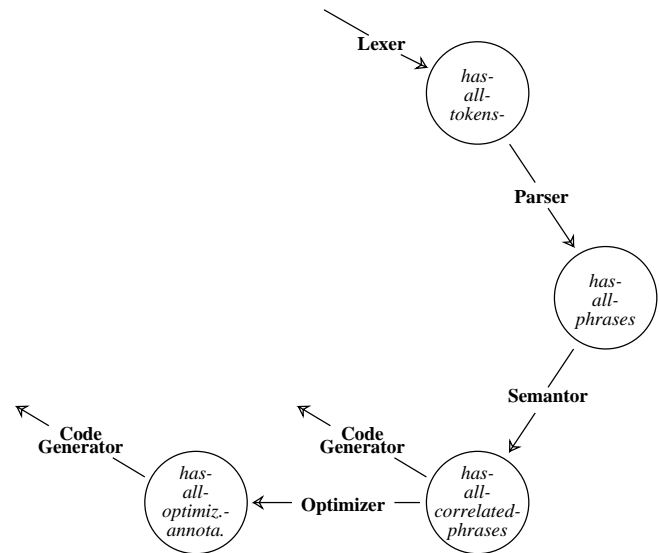 Lexer
has-
all-
tokens-
Parser
has-
all-
phrases
Semantor
Code
Generator
Code
Generator
has-
all-
optimiz.-
annota.
Optimizer
has-
all-
correlated-
phrases